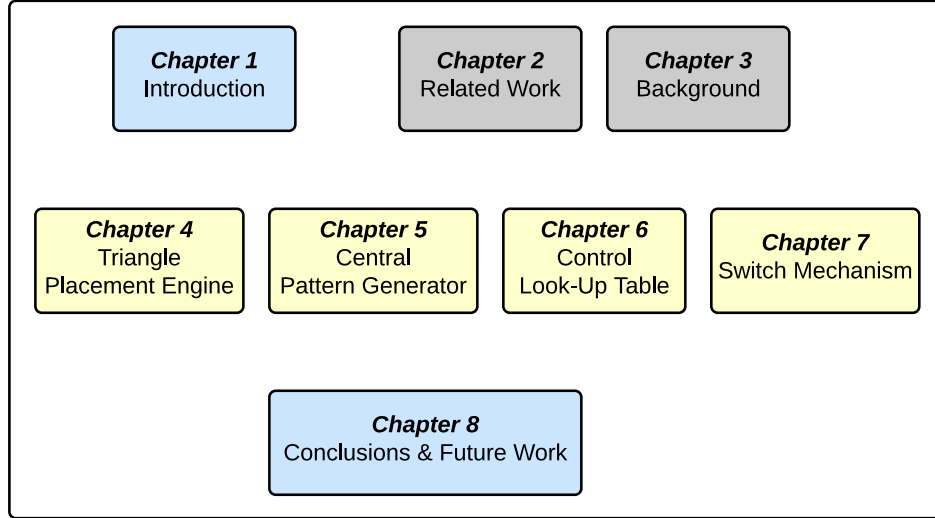 Chapter 1
Introduction
Chapter 2
Related Work
Chapter 3
Background
Chapter 4
Triangle
Placement Engine
Chapter 5
Central
Pattern Generator
Chapter 6
Control
Look-Up Table
Chapter 7
Switch Mechanism
Chapter 8
Conclusions & Future Work